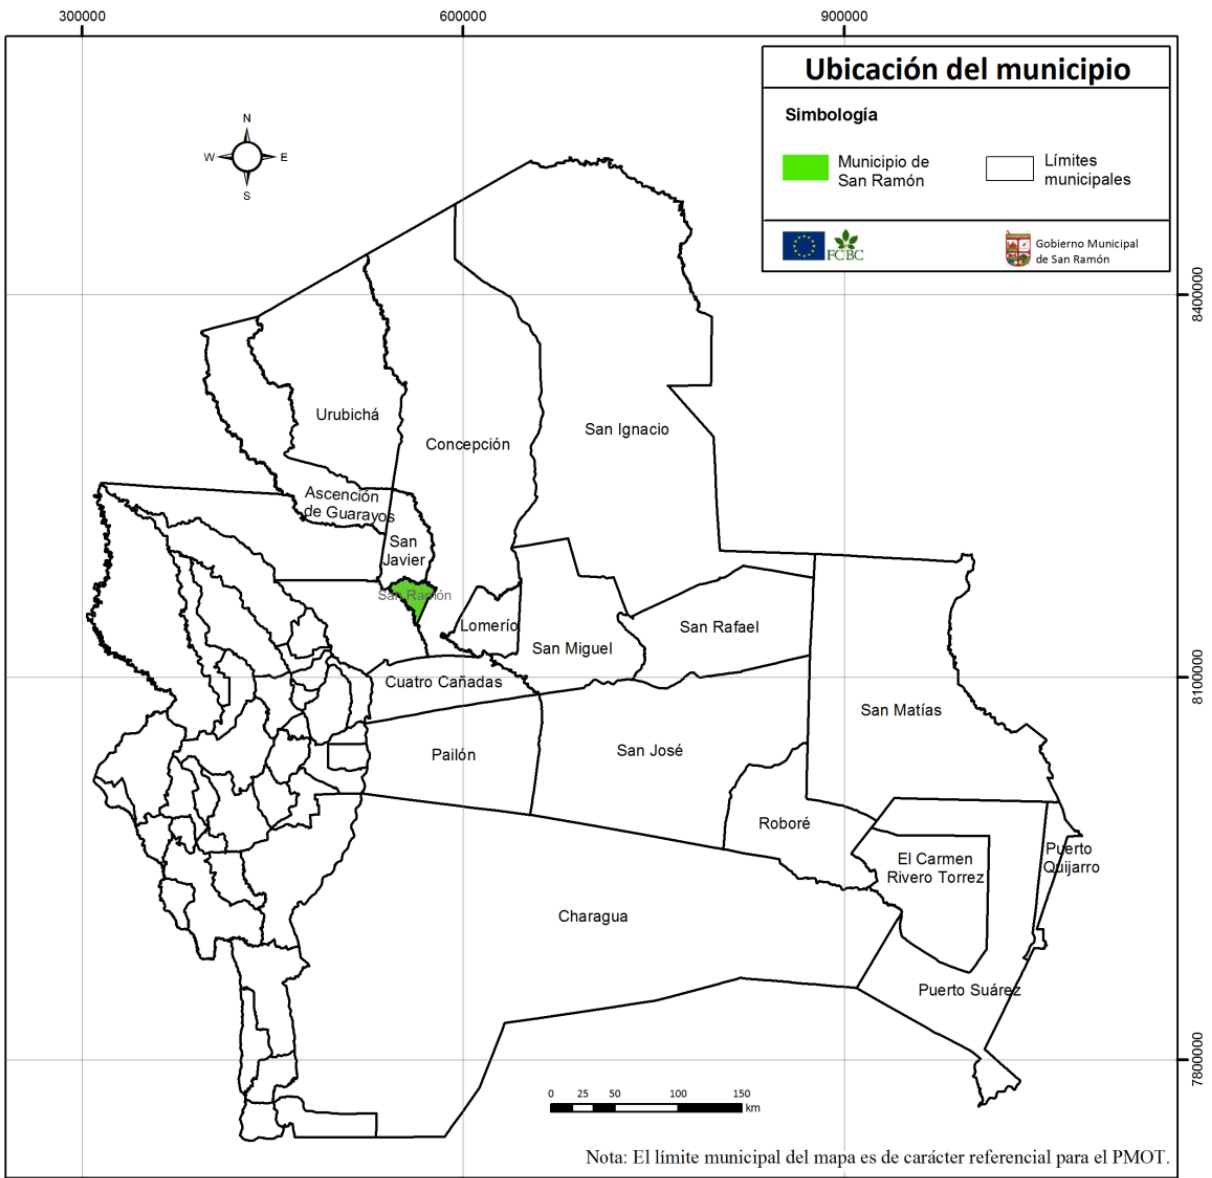 300000
600000
900000
Ubicación del municipio
Simbología
Municipio de
San Ramón
Límites
municipales
FCBC
Gobierno Municipal
de San Ramón
N
W
E
S
8400000
8100000
7800000
Urubichá
Concepción
San Ignacio
Ascención
de Guarayos
San
Javier
San Ramón
Lomerío
San Miguel
San Rafael
Cuatro Cañadas
San Matías
Pailón
San José
Roboré
El Carmen
Rivero Torrez
Puerto
Quijarro
Charagua
Puerto Suárez
0 25 50 100 150
km
Nota: El límite municipal del mapa es de carácter referencial para el PMOT.